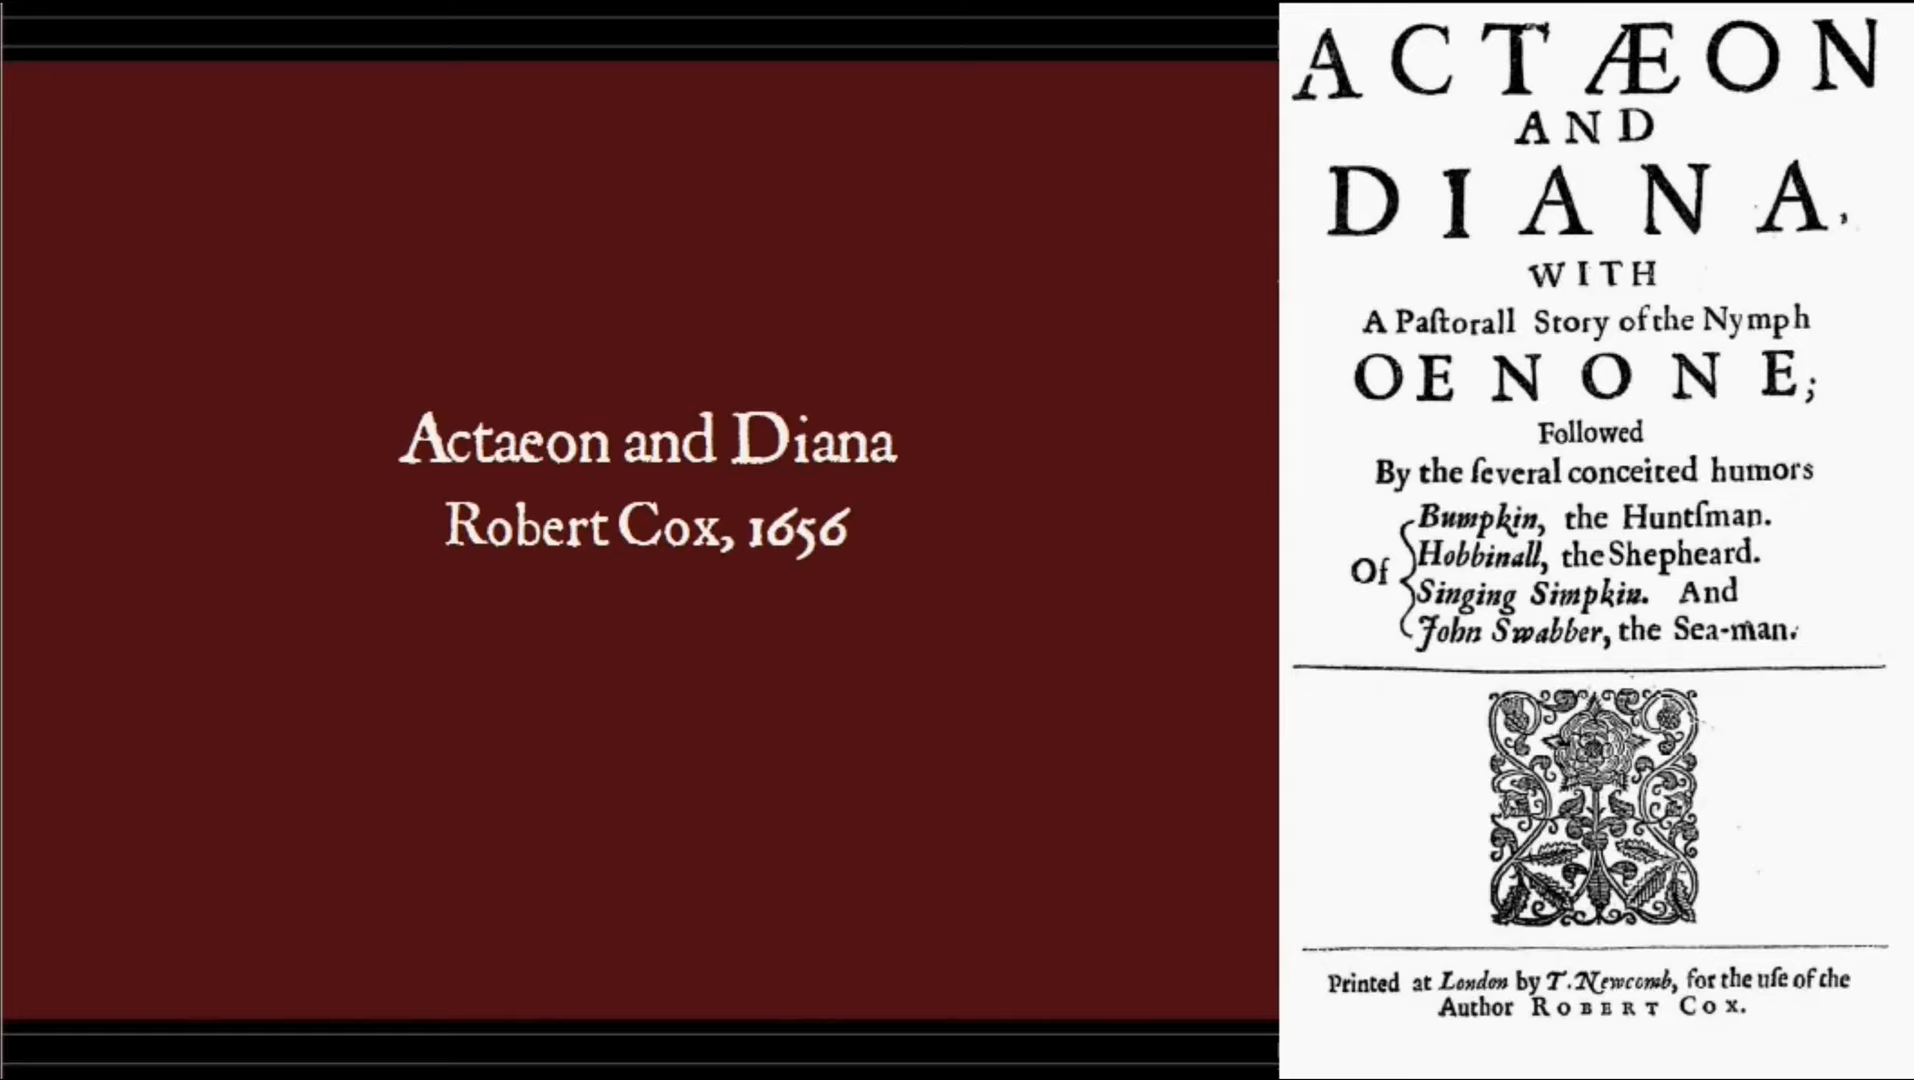 Actaeon and Diana
Robert Cox, 1656
ACTÆON
AND
DIANA,
WITH
A Paſtorall Story of the Nymph
OENONE;
Followed
By the ſeveral conceited humors
Of
Bumpkin, the Huntſman.
Hobbinall, the Shepheard.
Singing Simpkin. And
John Swabber, the Sea-man.
Printed at London by T. Newcomb, for the uſe of the
Author ROBERT COX.